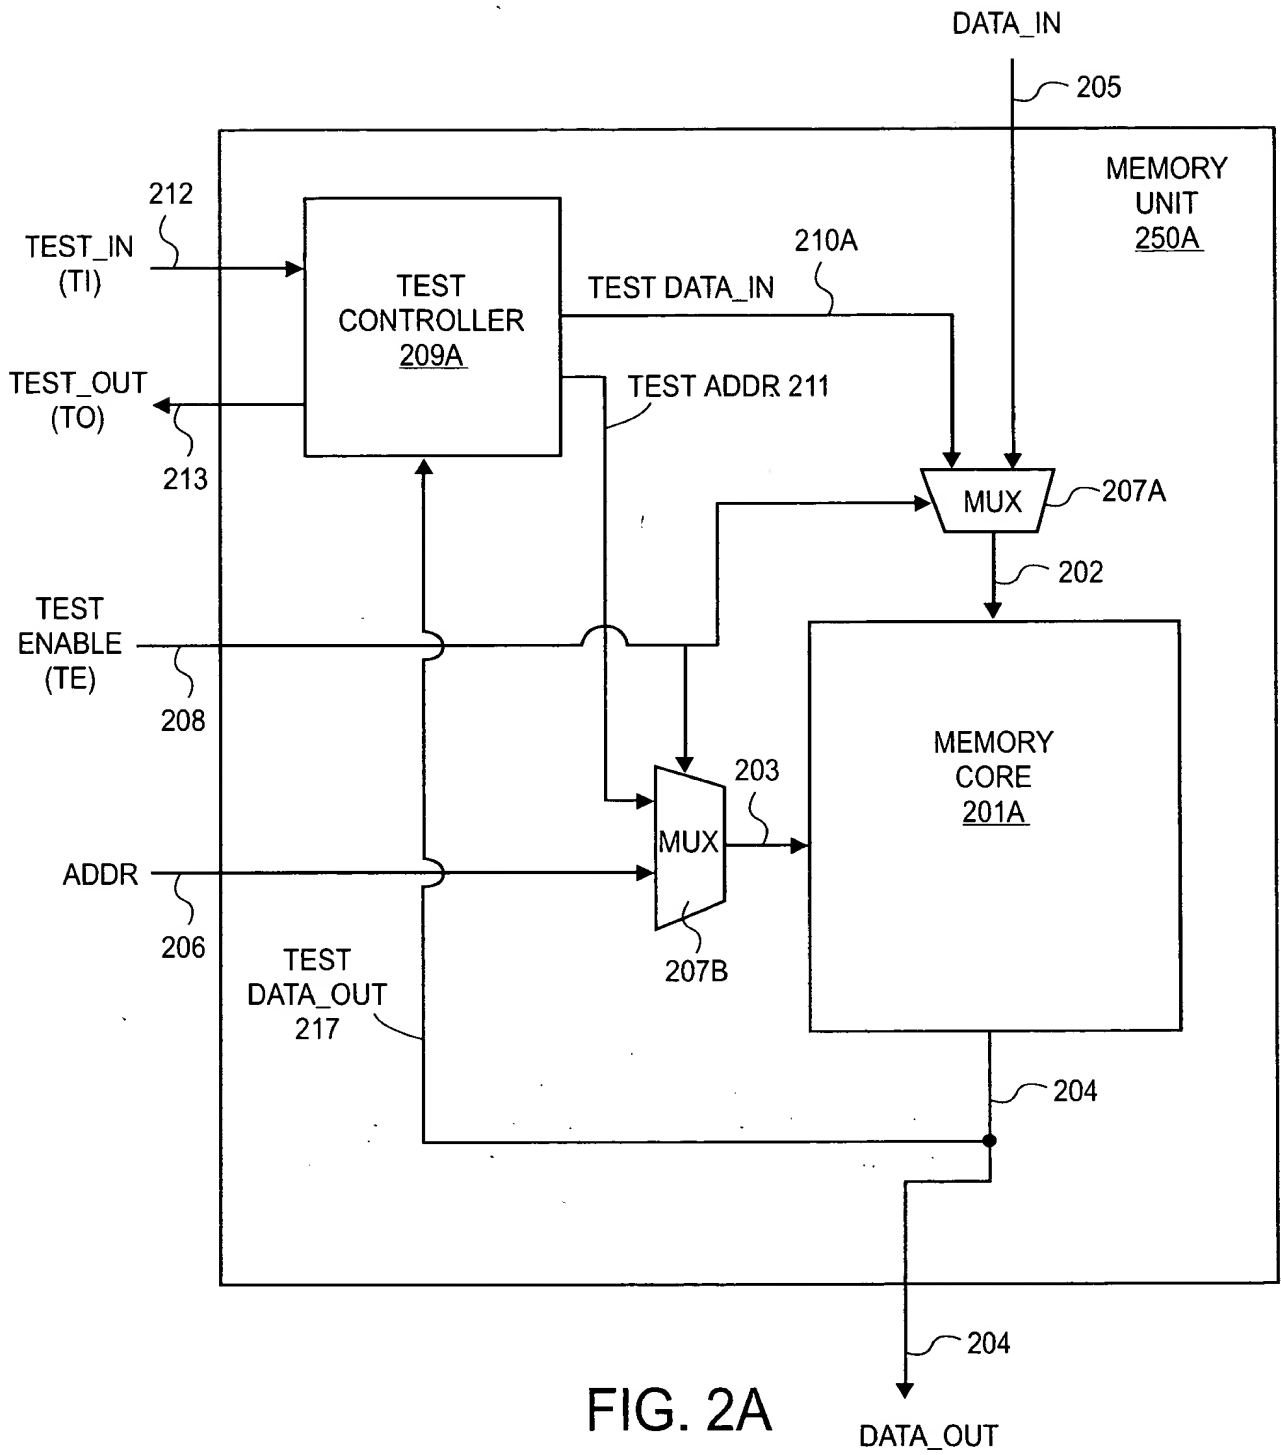 DATA_IN
205
MEMORY
UNIT
250A
212
TEST_IN
(TI)
TEST
CONTROLLER
209A
TEST DATA_IN
210A
TEST_OUT
(TO)
213
TEST ADDR 211
MUX
207A
202
TEST
ENABLE
(TE)
208
MEMORY
CORE
201A
203
MUX
207B
ADDR
206
TEST
DATA_OUT
217
204
204
DATA_OUT
FIG. 2A